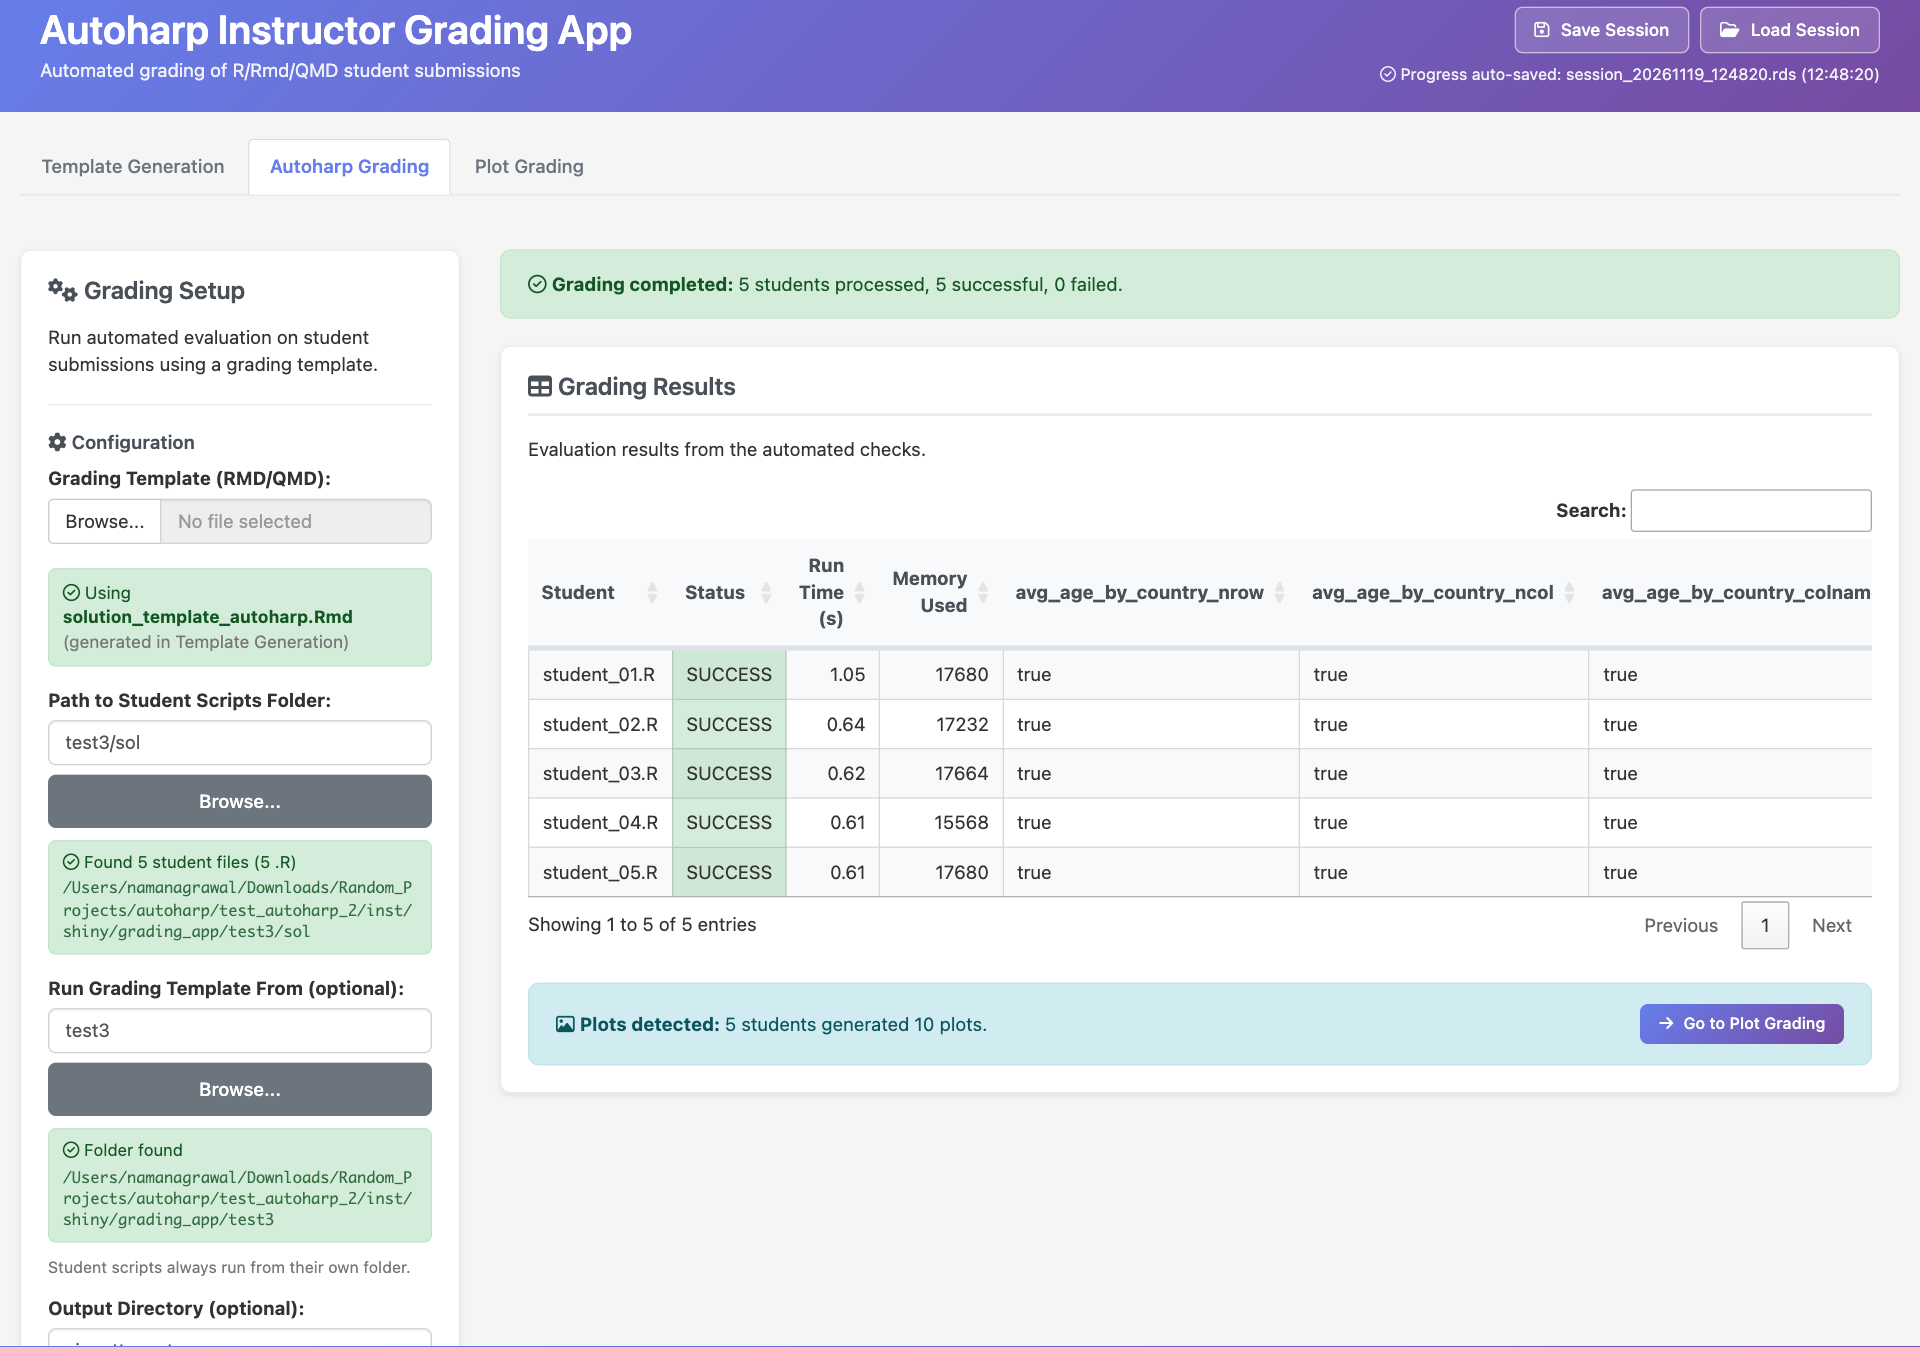 Autoharp Instructor Grading App
Automated grading of R/Rmd/QMD student submissions
Save Session
Load Session
Progress auto-saved: session_20261119_124820.rds (12:48:20)
Template Generation
Autoharp Grading
Plot Grading
Grading Setup
Run automated evaluation on student
submissions using a grading template.
Configuration
Grading Template (RMD/QMD):
Browse...
No file selected
Using
solution_template_autoharp.Rmd
(generated in Template Generation)
Path to Student Scripts Folder:
test3/sol
Browse...
Found 5 student files (5 .R)
/Users/namanagrawal/Downloads/Random_P
rojects/autoharp/test_autoharp_2/inst/
shiny/grading_app/test3/sol
Run Grading Template From (optional):
test3
Browse...
Folder found
/Users/namanagrawal/Downloads/Random_P
rojects/autoharp/test_autoharp_2/inst/
shiny/grading_app/test3
Student scripts always run from their own folder.
Output Directory (optional):
Grading completed: 5 students processed, 5 successful, 0 failed.
Grading Results
Evaluation results from the automated checks.
Search:
Student Status Run Time (s) Memory Used avg_age_by_country_nrow avg_age_by_country_ncol avg_age_by_country_colnam
student_01.R SUCCESS 1.05 17680 true true true
student_02.R SUCCESS 0.64 17232 true true true
student_03.R SUCCESS 0.62 17664 true true true
student_04.R SUCCESS 0.61 15568 true true true
student_05.R SUCCESS 0.61 17680 true true true
Showing 1 to 5 of 5 entries
Previous 1 Next
Plots detected: 5 students generated 10 plots.
Go to Plot Grading